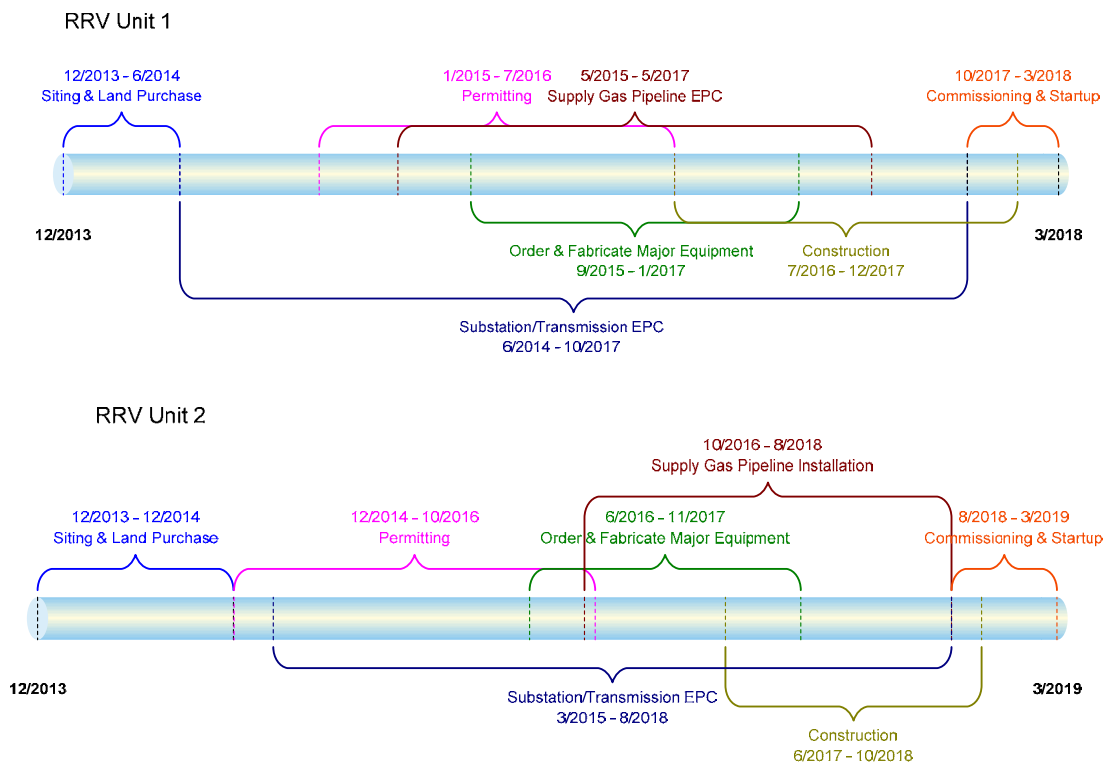 RRV Unit 1
12/2013 – 6/2014
Siting & Land Purchase
1/2015 – 7/2016
Permitting
5/2015 – 5/2017
Supply Gas Pipeline EPC
10/2017 – 3/2018
Commissioning & Startup
12/2013
3/2018
Order & Fabricate Major Equipment
9/2015 – 1/2017
Construction
7/2016 – 12/2017
Substation/Transmission EPC
6/2014 – 10/2017
RRV Unit 2
10/2016 – 8/2018
Supply Gas Pipeline Installation
12/2013 – 12/2014
Siting & Land Purchase
12/2014 – 10/2016
Permitting
6/2016 – 11/2017
Order & Fabricate Major Equipment
8/2018 – 3/2019
Commissioning & Startup
12/2013
3/2019
Substation/Transmission EPC
3/2015 – 8/2018
Construction
6/2017 – 10/2018